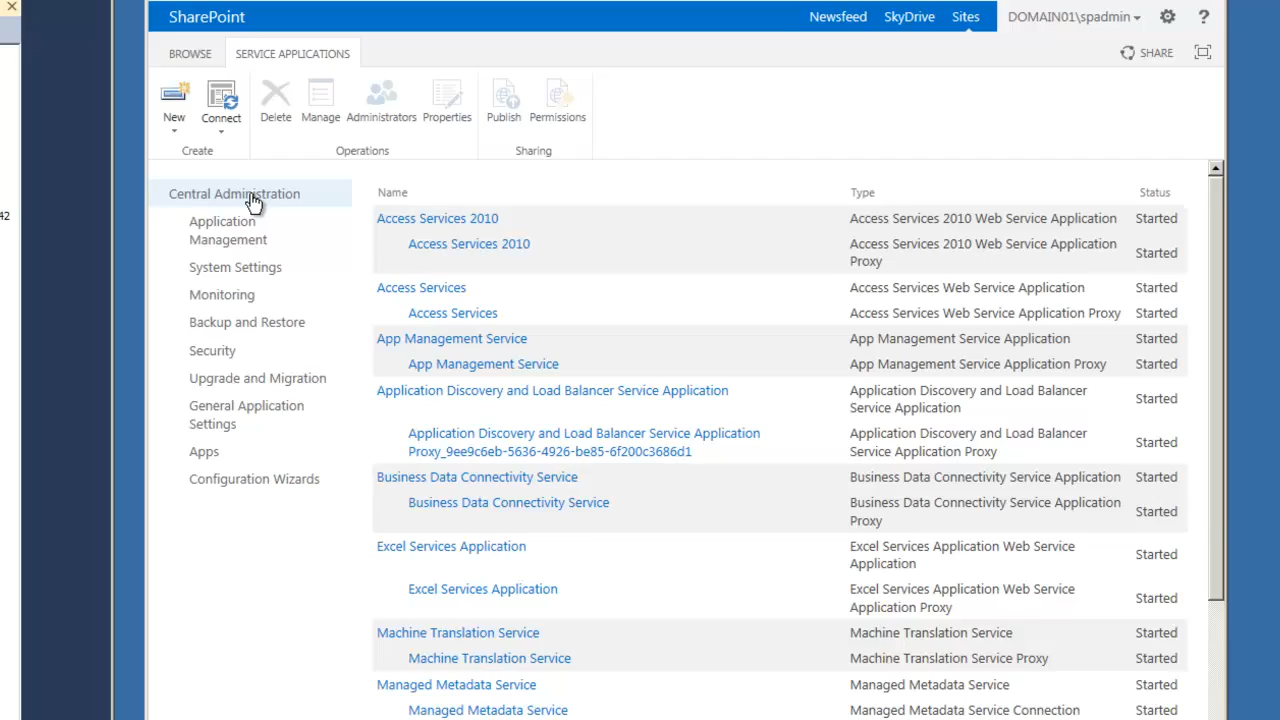 SharePoint
Newsfeed SkyDrive Sites DOMAIN01\spadmin ?
BROWSE SERVICE APPLICATIONS SHARE
New Connect Delete Manage Administrators Properties Publish Permissions
Create Operations Sharing
42
Central Administration
Application
Management
System Settings
Monitoring
Backup and Restore
Security
Upgrade and Migration
General Application
Settings
Apps
Configuration Wizards
Name Type Status
Access Services 2010 Access Services 2010 Web Service Application Started
Access Services 2010 Access Services 2010 Web Service Application
Proxy Started
Access Services Access Services Web Service Application Started
Access Services Access Services Web Service Application Proxy Started
App Management Service App Management Service Application Started
App Management Service App Management Service Application Proxy Started
Application Discovery and Load Balancer Service Application Application Discovery and Load Balancer
Service Application Started
Application Discovery and Load Balancer Service Application Application Discovery and Load Balancer
Proxy_9ee9c6eb-5636-4926-be85-6f200c3686d1 Service Application Proxy Started
Business Data Connectivity Service Business Data Connectivity Service Application Started
Business Data Connectivity Service Business Data Connectivity Service Application
Proxy Started
Excel Services Application Excel Services Application Web Service
Application Started
Excel Services Application Excel Services Application Web Service
Application Proxy Started
Machine Translation Service Machine Translation Service Started
Machine Translation Service Machine Translation Service Proxy Started
Managed Metadata Service Managed Metadata Service Started
Managed Metadata Service Managed Metadata Service Connection Started